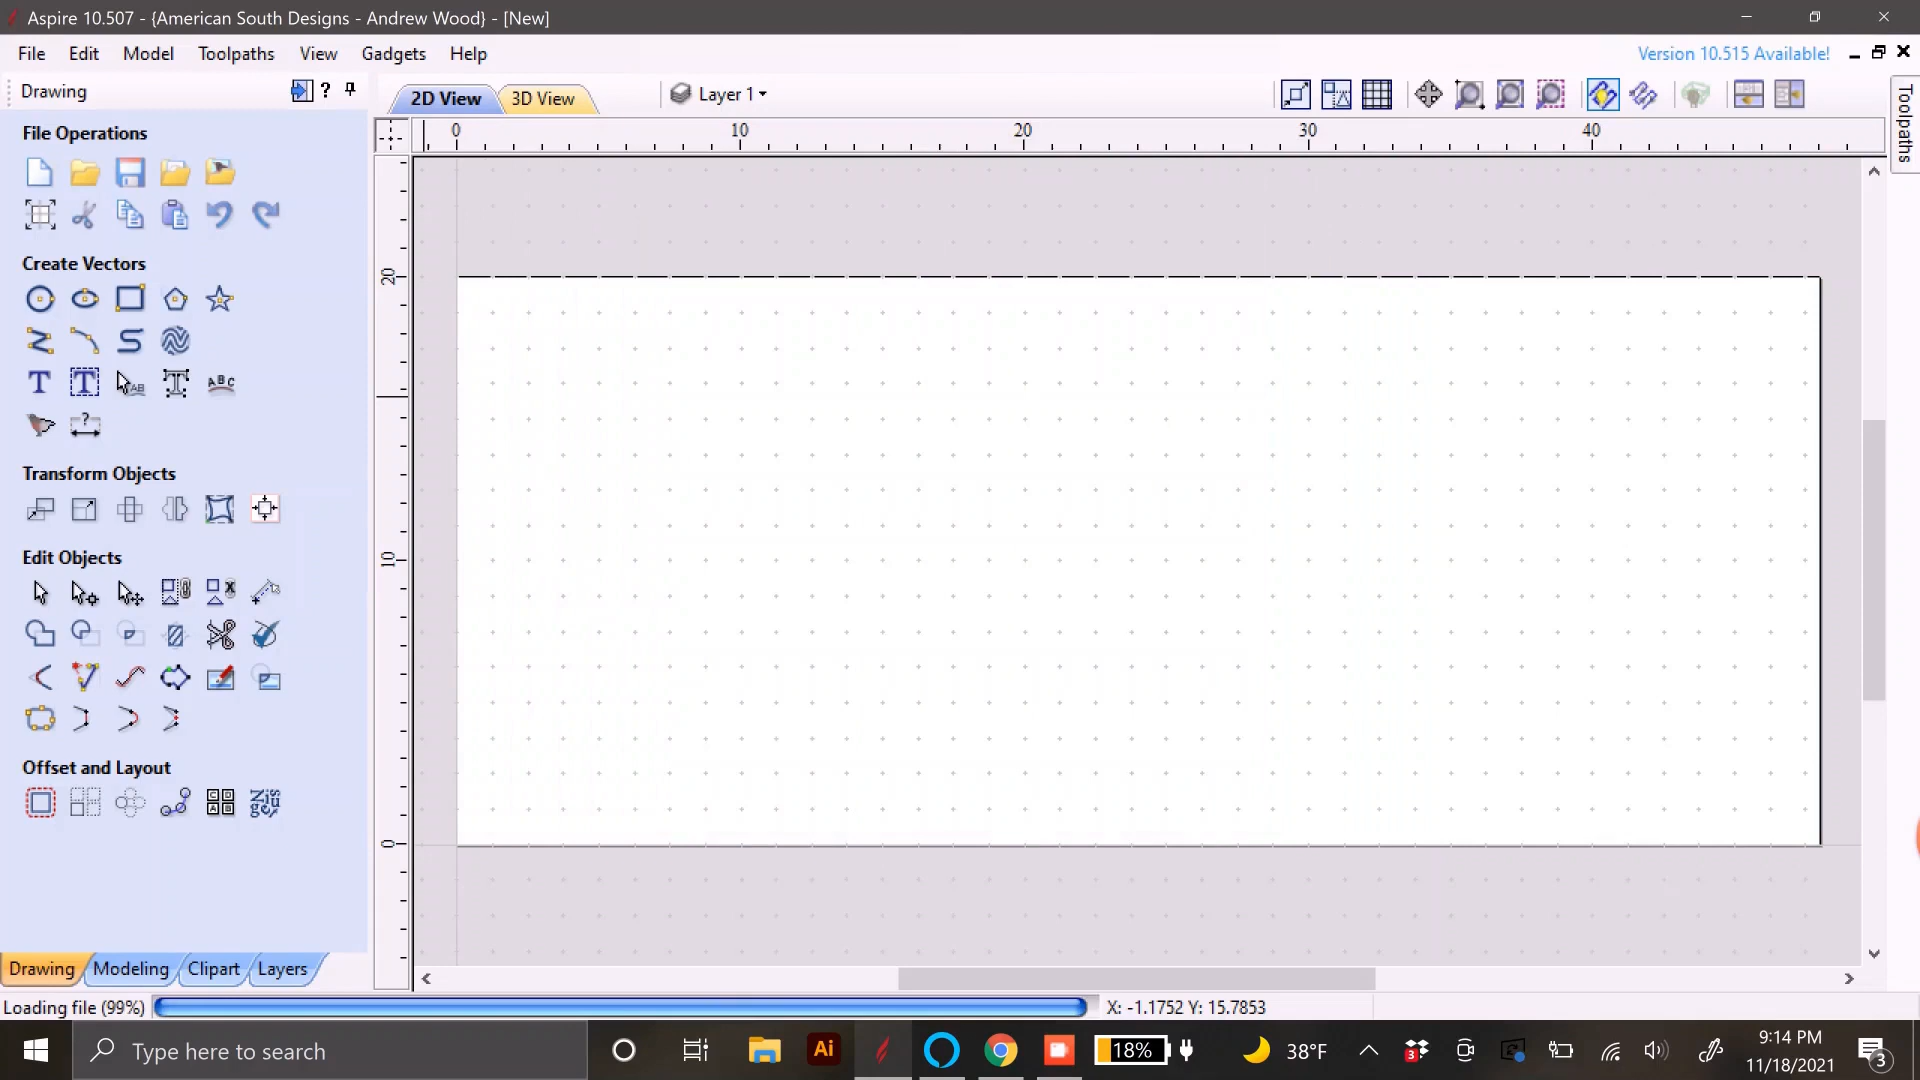 Aspire 10.507 - {American South Designs - Andrew Wood} - [New]
File Edit Model Toolpaths View Gadgets Help
Version 10.515 Available!
Drawing
?
2D View 3D View
Layer 1
Toolpaths
0 10 20 30 40
20
10
0
File Operations
Create Vectors
T T T ABC
?
Transform Objects
Edit Objects
Offset and Layout
Drawing Modeling Clipart Layers
Loading file (99%)
X: -1.1752 Y: 15.7853
Type here to search
Ai
18%
38°F
3
9:14 PM
11/18/2021
3